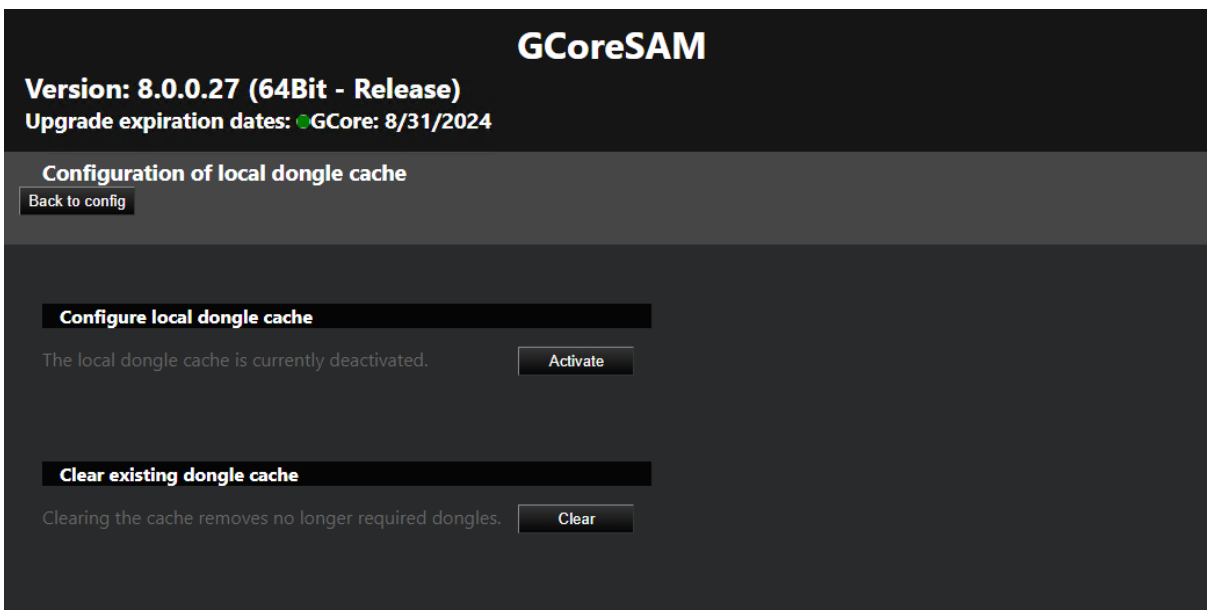 GCoreSAM
Version: 8.0.0.27 (64Bit - Release)
Upgrade expiration dates: GCore: 8/31/2024
Configuration of local dongle cache
Back to config
Configure local dongle cache
The local dongle cache is currently deactivated. Activate
Clear existing dongle cache
Clearing the cache removes no longer required dongles. Clear